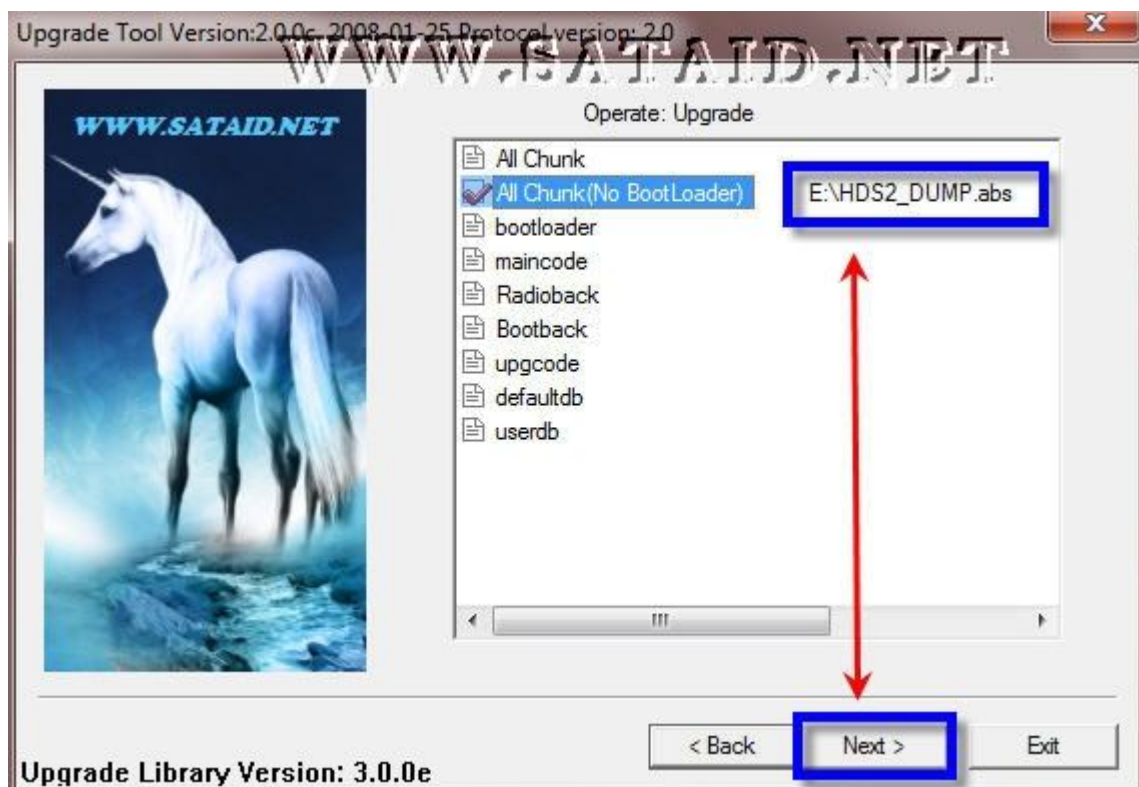 Upgrade Tool Version:2.0.0c 2008-01-25 Protocol version: 2.0
WWW.SATAID.NET
WWW.SATAID.NET
Operate: Upgrade
All Chunk
All Chunk(No BootLoader) E:\HDS2_DUMP.abs
bootloader
maincode
Radioback
Bootback
upgcode
defaultdb
userdb
< Back Next > Exit
Upgrade Library Version: 3.0.0e